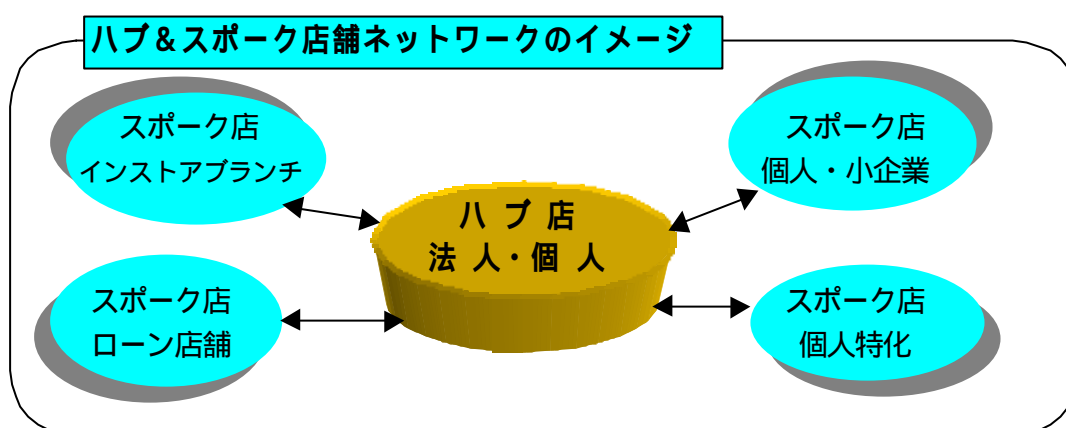 ハブ＆スポーク店舗ネットワークのイメージ
スポーク店
インストアブランチ
スポーク店
個人・小企業
ハ ブ 店
法 人・個 人
スポーク店
ローン店舗
スポーク店
個人特化